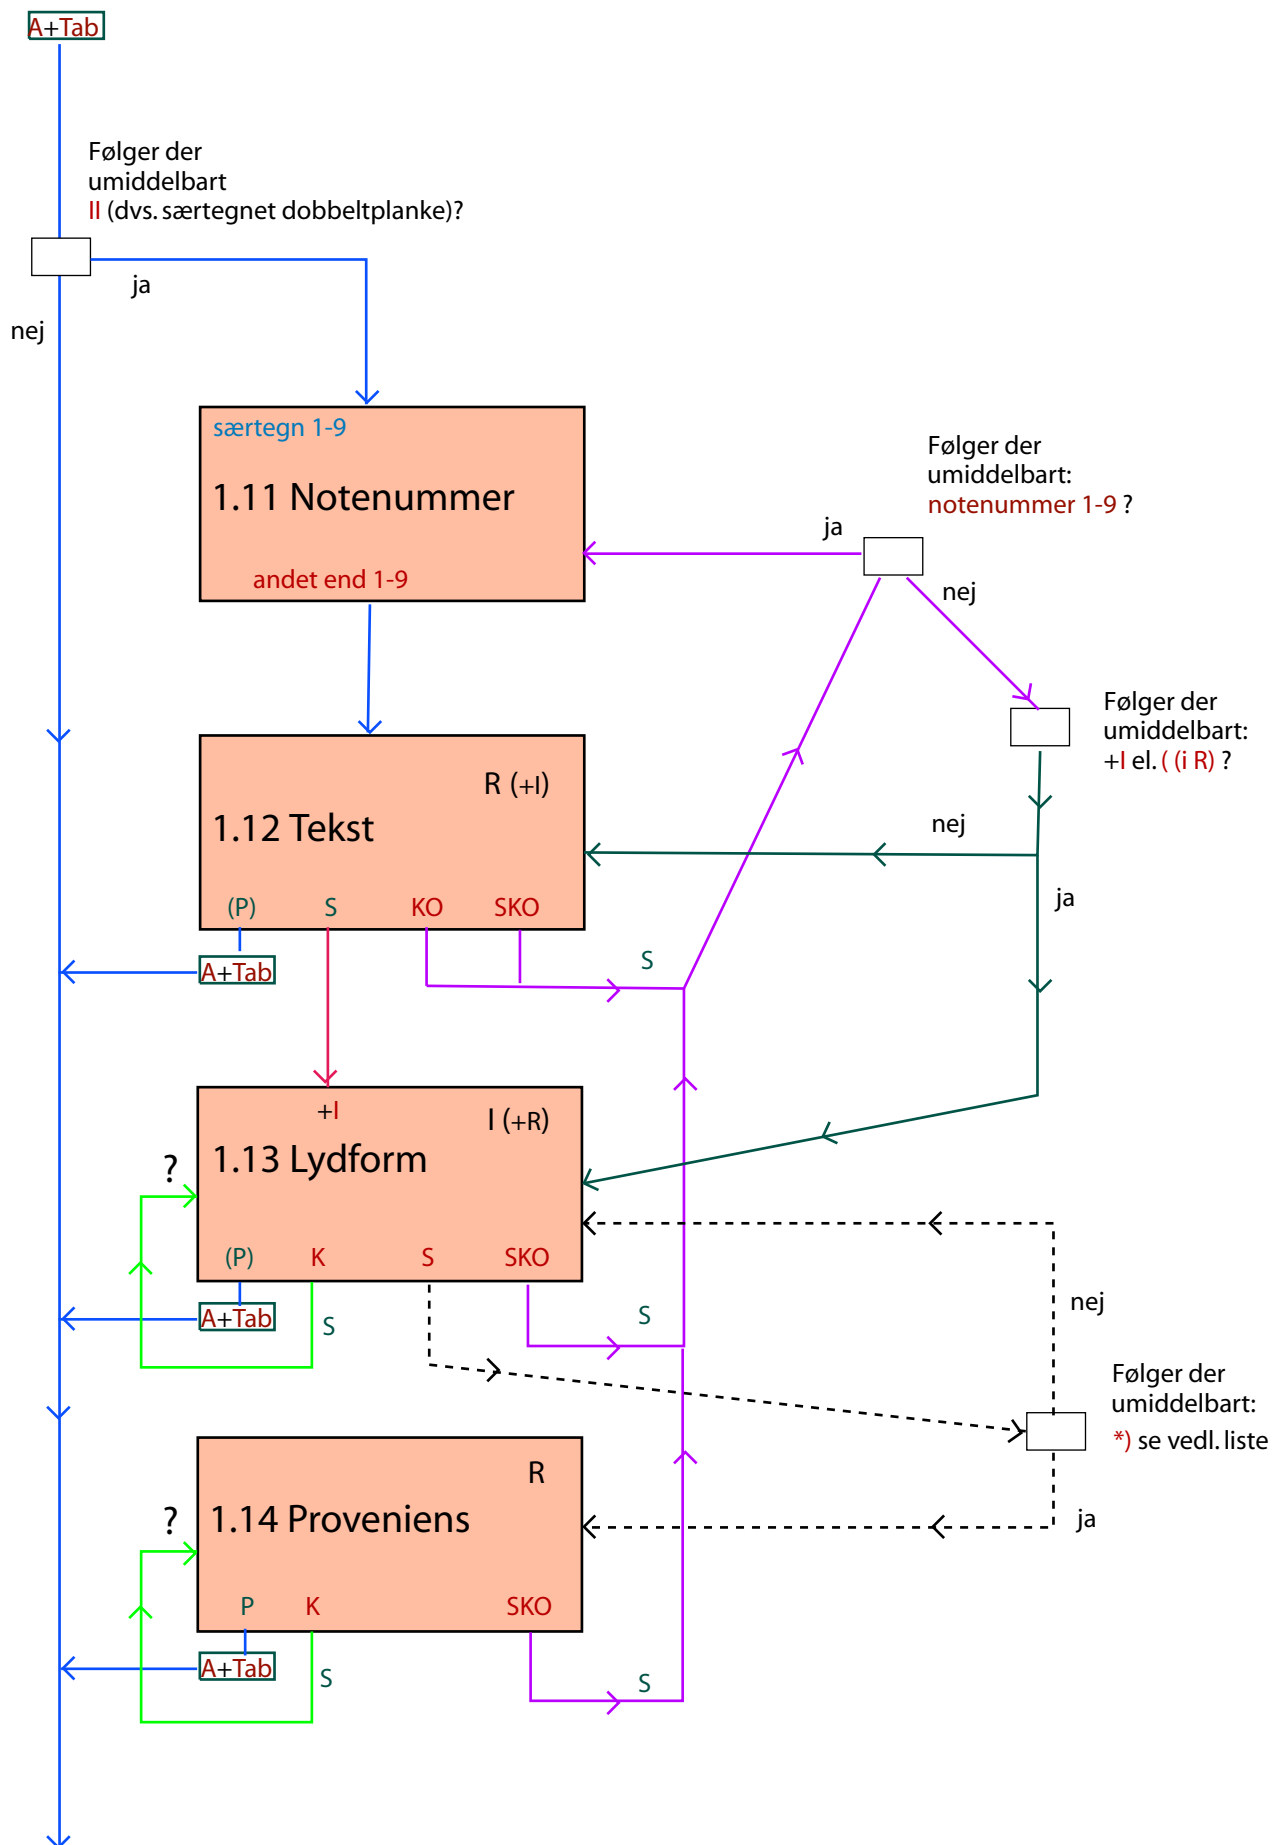 A+Tab
Følger der
umiddelbart
II (dvs. særtegnet dobbeltplanke)?
ja
nej
særtegn 1-9
1.11 Notenummer
andet end 1-9
Følger der
umiddelbart:
notenummer 1-9 ?
ja
nej
Følger der
umiddelbart:
+I el. ( (i R) ?
R (+I)
1.12 Tekst
(P) S KO SKO
nej
ja
A+Tab
S
+I
I (+R)
1.13 Lydform
?
(P) K S SKO
A+Tab
S
S
nej
Følger der
umiddelbart:
*) se vedl. liste
ja
R
1.14 Proveniens
?
P K SKO
A+Tab
S
S